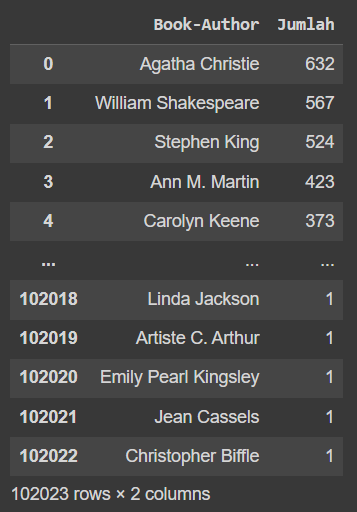 Book-Author Jumlah
0 Agatha Christie 632
1 William Shakespeare 567
2 Stephen King 524
3 Ann M. Martin 423
4 Carolyn Keene 373
... ... ...
102018 Linda Jackson 1
102019 Artiste C. Arthur 1
102020 Emily Pearl Kingsley 1
102021 Jean Cassels 1
102022 Christopher Biffle 1
102023 rows × 2 columns